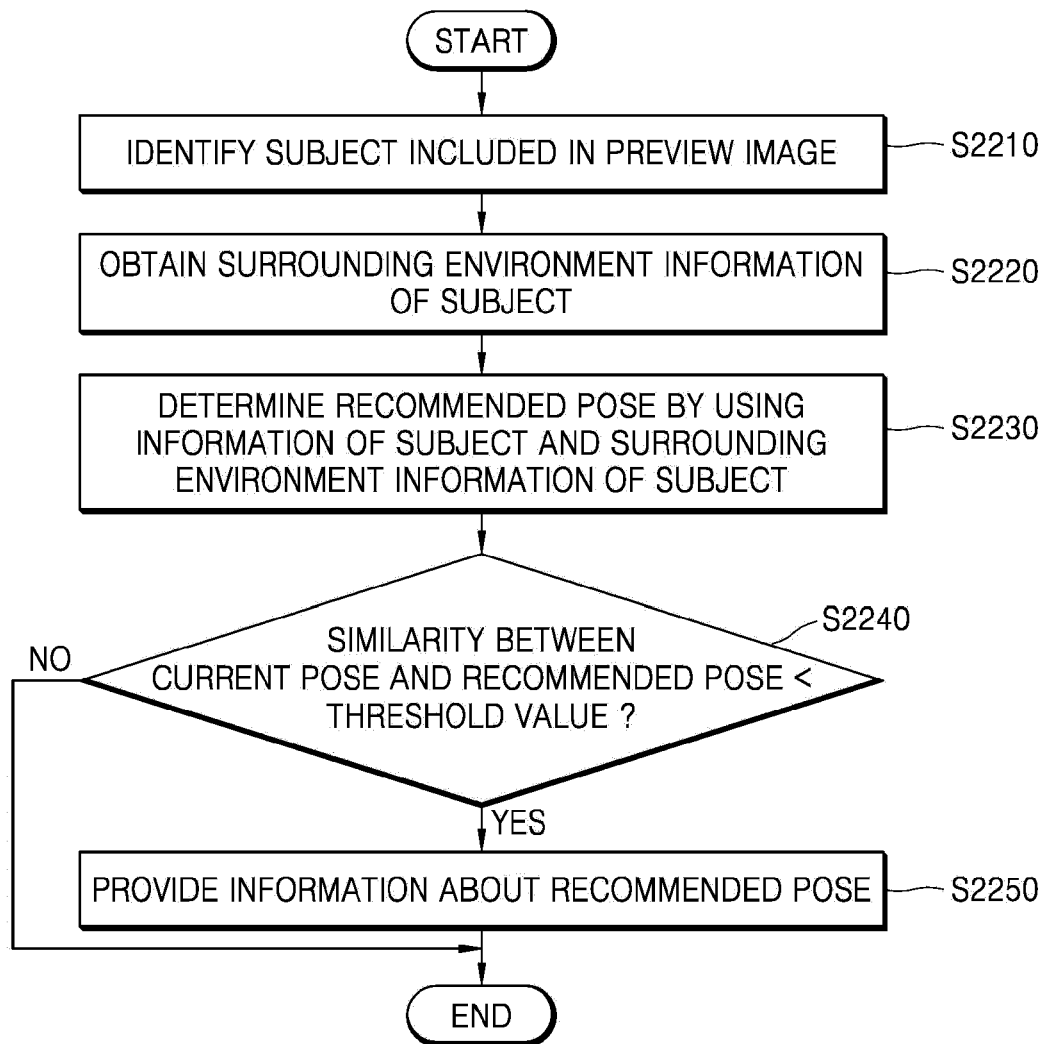 START
IDENTIFY SUBJECT INCLUDED IN PREVIEW IMAGE
S2210
OBTAIN SURROUNDING ENVIRONMENT INFORMATION
OF SUBJECT
S2220
DETERMINE RECOMMENDED POSE BY USING
INFORMATION OF SUBJECT AND SURROUNDING
ENVIRONMENT INFORMATION OF SUBJECT
S2230
SIMILARITY BETWEEN
CURRENT POSE AND RECOMMENDED POSE <
THRESHOLD VALUE ?
S2240
NO
YES
PROVIDE INFORMATION ABOUT RECOMMENDED POSE
S2250
END